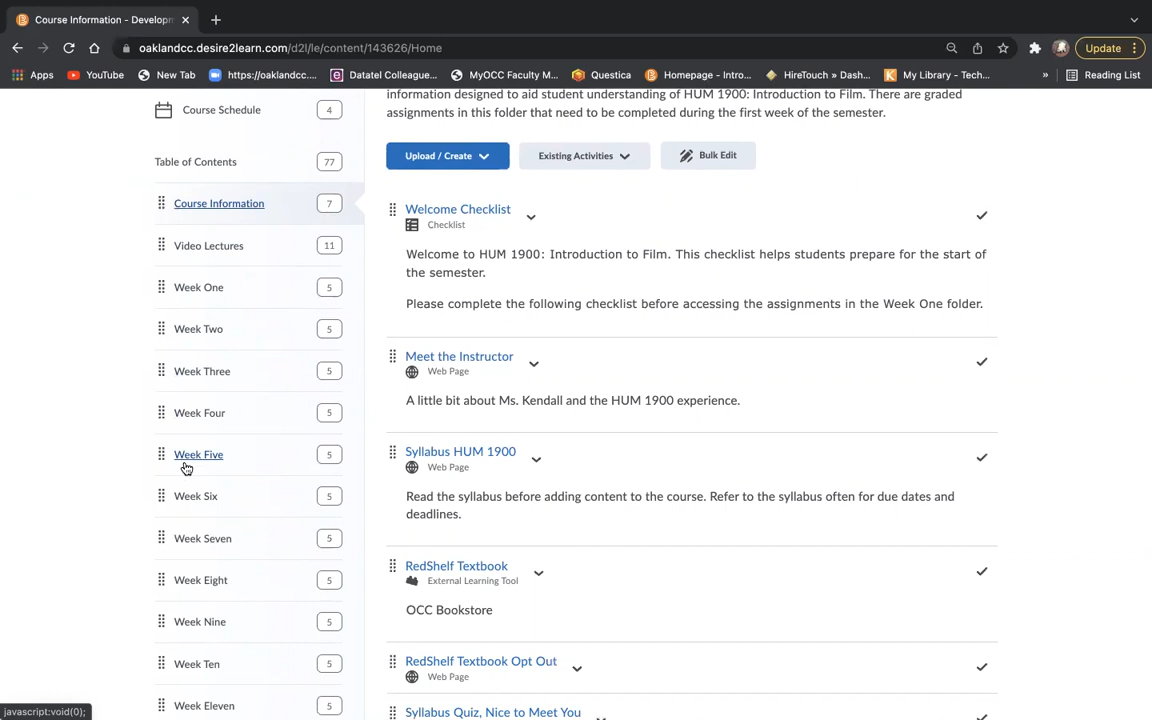 Course Information - Developm
oaklandcc.desire2learn.com/d2l/le/content/143626/Home
Update
Apps
YouTube
New Tab
https://oaklandcc....
Datatel Colleague...
MyOCC Faculty M...
Questica
Homepage - Intro...
HireTouch » Dash...
My Library - Tech...
»
Reading List
Course Schedule
4
Table of Contents
77
Course Information
7
Video Lectures
11
Week One
5
Week Two
5
Week Three
5
Week Four
5
Week Five
5
Week Six
5
Week Seven
5
Week Eight
5
Week Nine
5
Week Ten
5
Week Eleven
5
information designed to aid student understanding of HUM 1900: Introduction to Film. There are graded
assignments in this folder that need to be completed during the first week of the semester.
Upload / Create
Existing Activities
Bulk Edit
Welcome Checklist
Checklist
Welcome to HUM 1900: Introduction to Film. This checklist helps students prepare for the start of
the semester.
Please complete the following checklist before accessing the assignments in the Week One folder.
Meet the Instructor
Web Page
A little bit about Ms. Kendall and the HUM 1900 experience.
Syllabus HUM 1900
Web Page
Read the syllabus before adding content to the course. Refer to the syllabus often for due dates and
deadlines.
RedShelf Textbook
External Learning Tool
OCC Bookstore
RedShelf Textbook Opt Out
Web Page
Syllabus Quiz, Nice to Meet You
javascript:void(0);